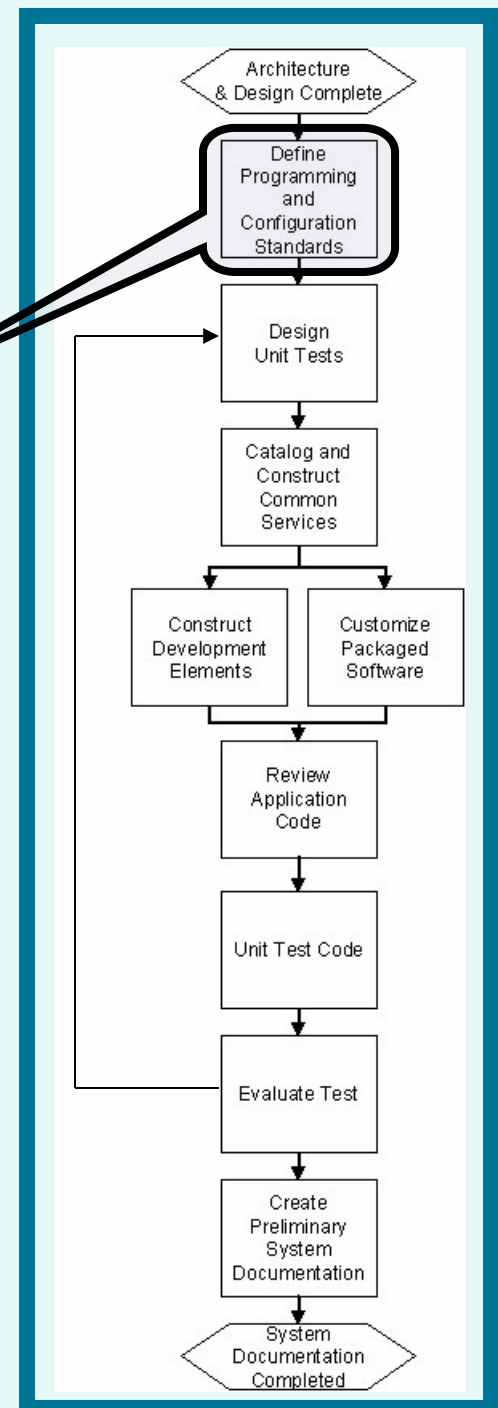 Architecture
& Design Complete
Define
Programming
and
Configuration
Standards
Design
Unit Tests
Catalog and
Construct
Common
Services
Construct
Development
Elements
Customize
Packaged
Software
Review
Application
Code
Unit Test Code
Evaluate Test
Create
Preliminary
System
Documentation
System
Documentation
Completed